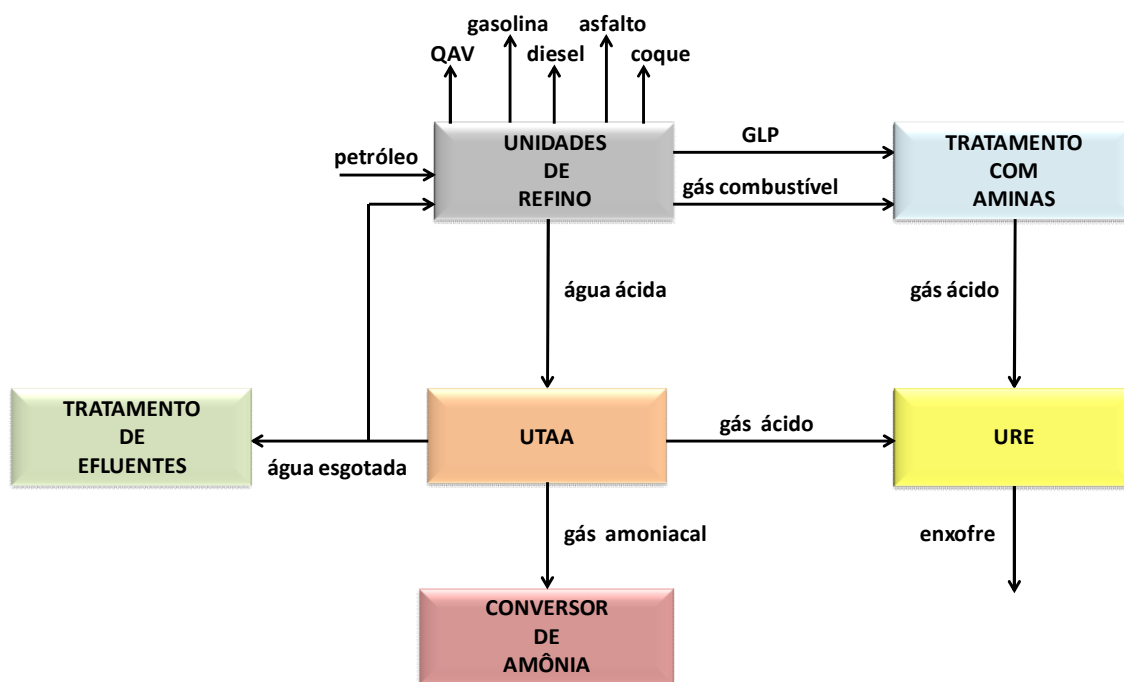 gasolina
asfalto
QAV
diesel
coque
petróleo
UNIDADES
DE
REFINO
GLP
gás combustível
TRATAMENTO
COM
AMINAS
água ácida
gás ácido
TRATAMENTO
DE
EFLUENTES
água esgotada
UTAA
gás ácido
URE
gás amoniacal
enxofre
CONVERSOR
DE
AMÔNIA